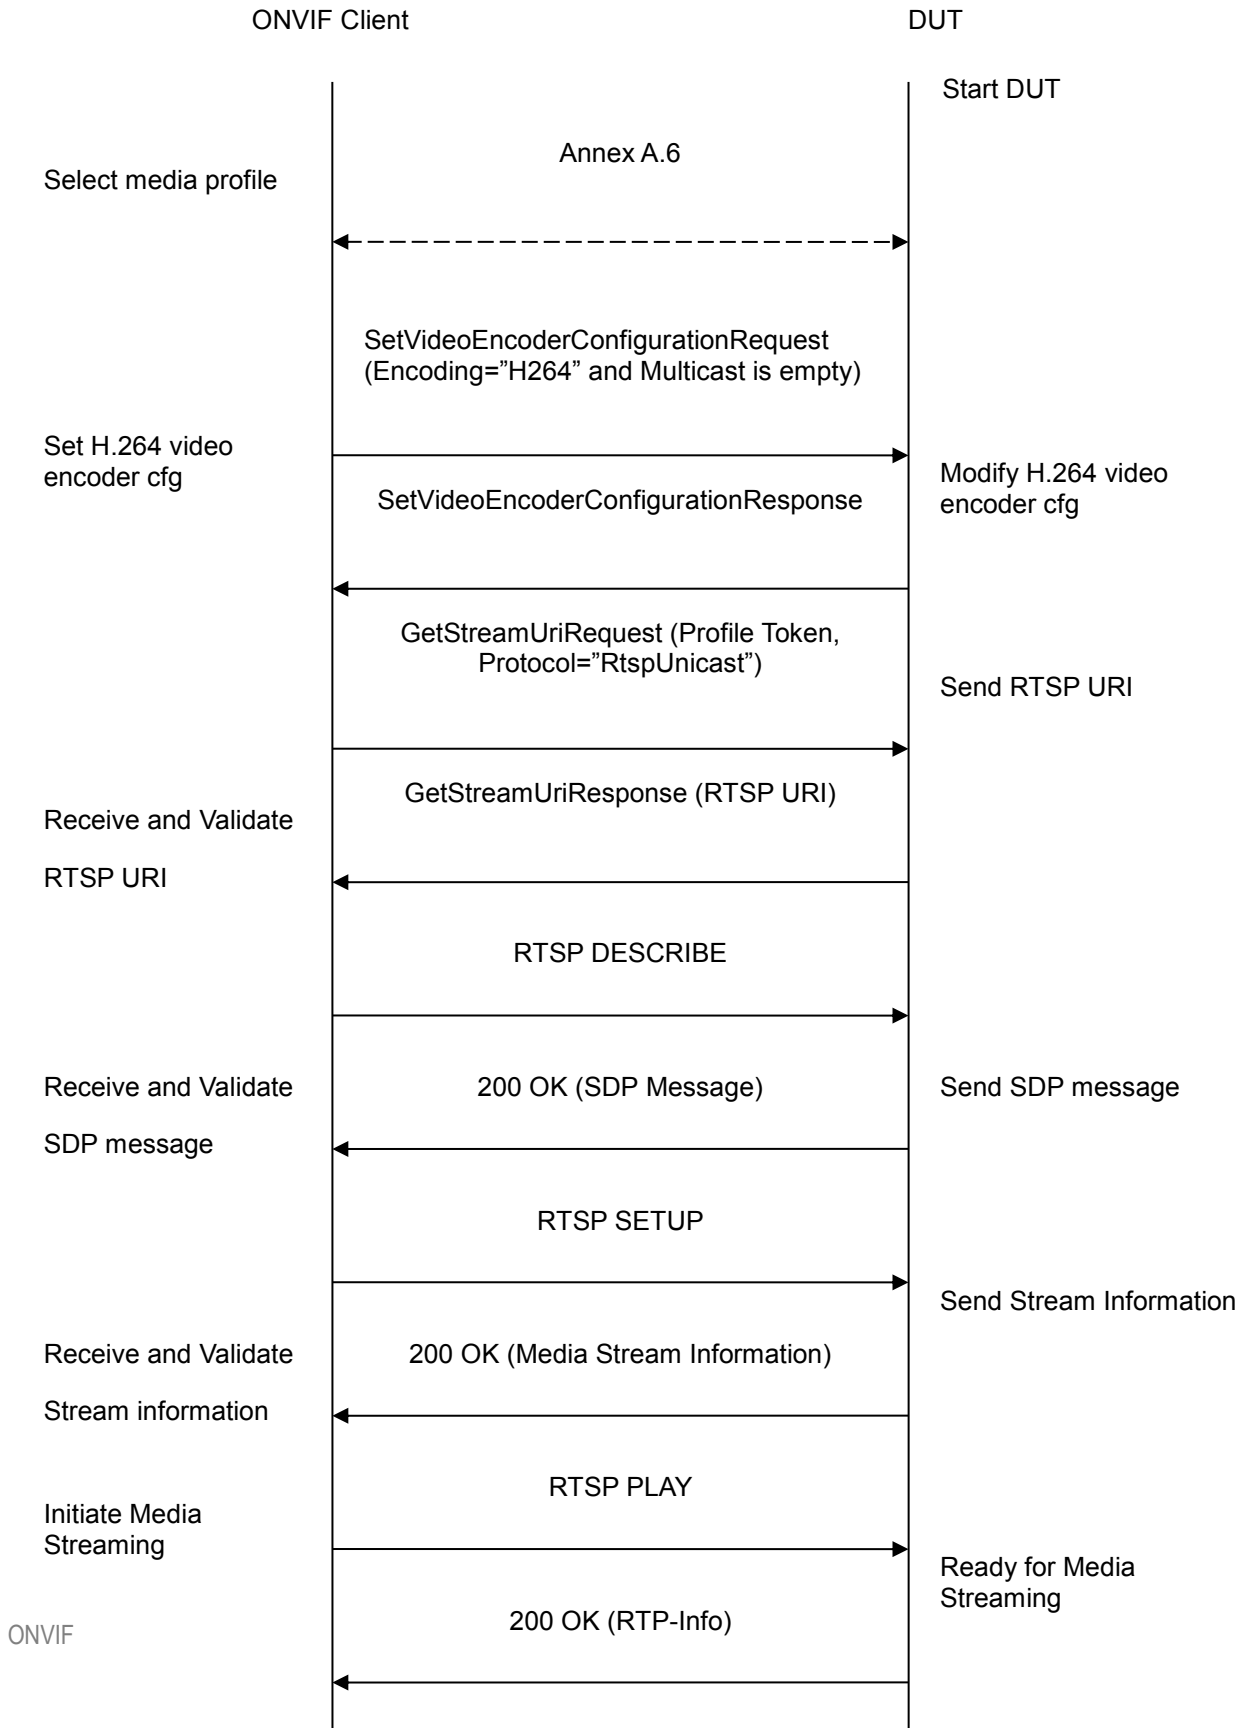 ONVIF Client
DUT
Start DUT
Annex A.6
Select media profile
SetVideoEncoderConfigurationRequest
(Encoding=”H264” and Multicast is empty)
Set H.264 video
encoder cfg
Modify H.264 video
encoder cfg
SetVideoEncoderConfigurationResponse
GetStreamUriRequest (Profile Token,
Protocol=”RtspUnicast”)
Send RTSP URI
GetStreamUriResponse (RTSP URI)
Receive and Validate
RTSP URI
RTSP DESCRIBE
Receive and Validate
SDP message
200 OK (SDP Message)
Send SDP message
RTSP SETUP
Send Stream Information
Receive and Validate
Stream information
200 OK (Media Stream Information)
RTSP PLAY
Initiate Media
Streaming
Ready for Media
Streaming
200 OK (RTP-Info)
ONVIF